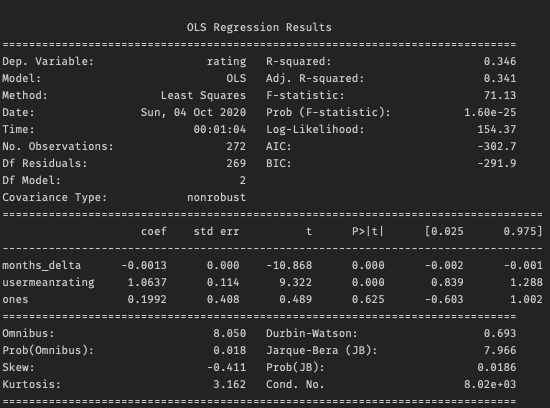 OLS Regression Results
==============================================================================
Dep. Variable: rating R-squared: 0.346
Model: OLS Adj. R-squared: 0.341
Method: Least Squares F-statistic: 71.13
Date: Sun, 04 Oct 2020 Prob (F-statistic): 1.60e-25
Time: 00:01:04 Log-Likelihood: 154.37
No. Observations: 272 AIC: -302.7
Df Residuals: 269 BIC: -291.9
Df Model: 2
Covariance Type: nonrobust
==================================================================================
coef std err t P>|t| [0.025 0.975]
----------------------------------------------------------------------------------
months_delta -0.0013 0.000 -10.868 0.000 -0.002 -0.001
usermeanrating 1.0637 0.114 9.322 0.000 0.839 1.288
ones 0.1992 0.408 0.489 0.625 -0.603 1.002
==============================================================================
Omnibus: 8.050 Durbin-Watson: 0.693
Prob(Omnibus): 0.018 Jarque-Bera (JB): 7.966
Skew: -0.411 Prob(JB): 0.0186
Kurtosis: 3.162 Cond. No. 8.02e+03
==============================================================================